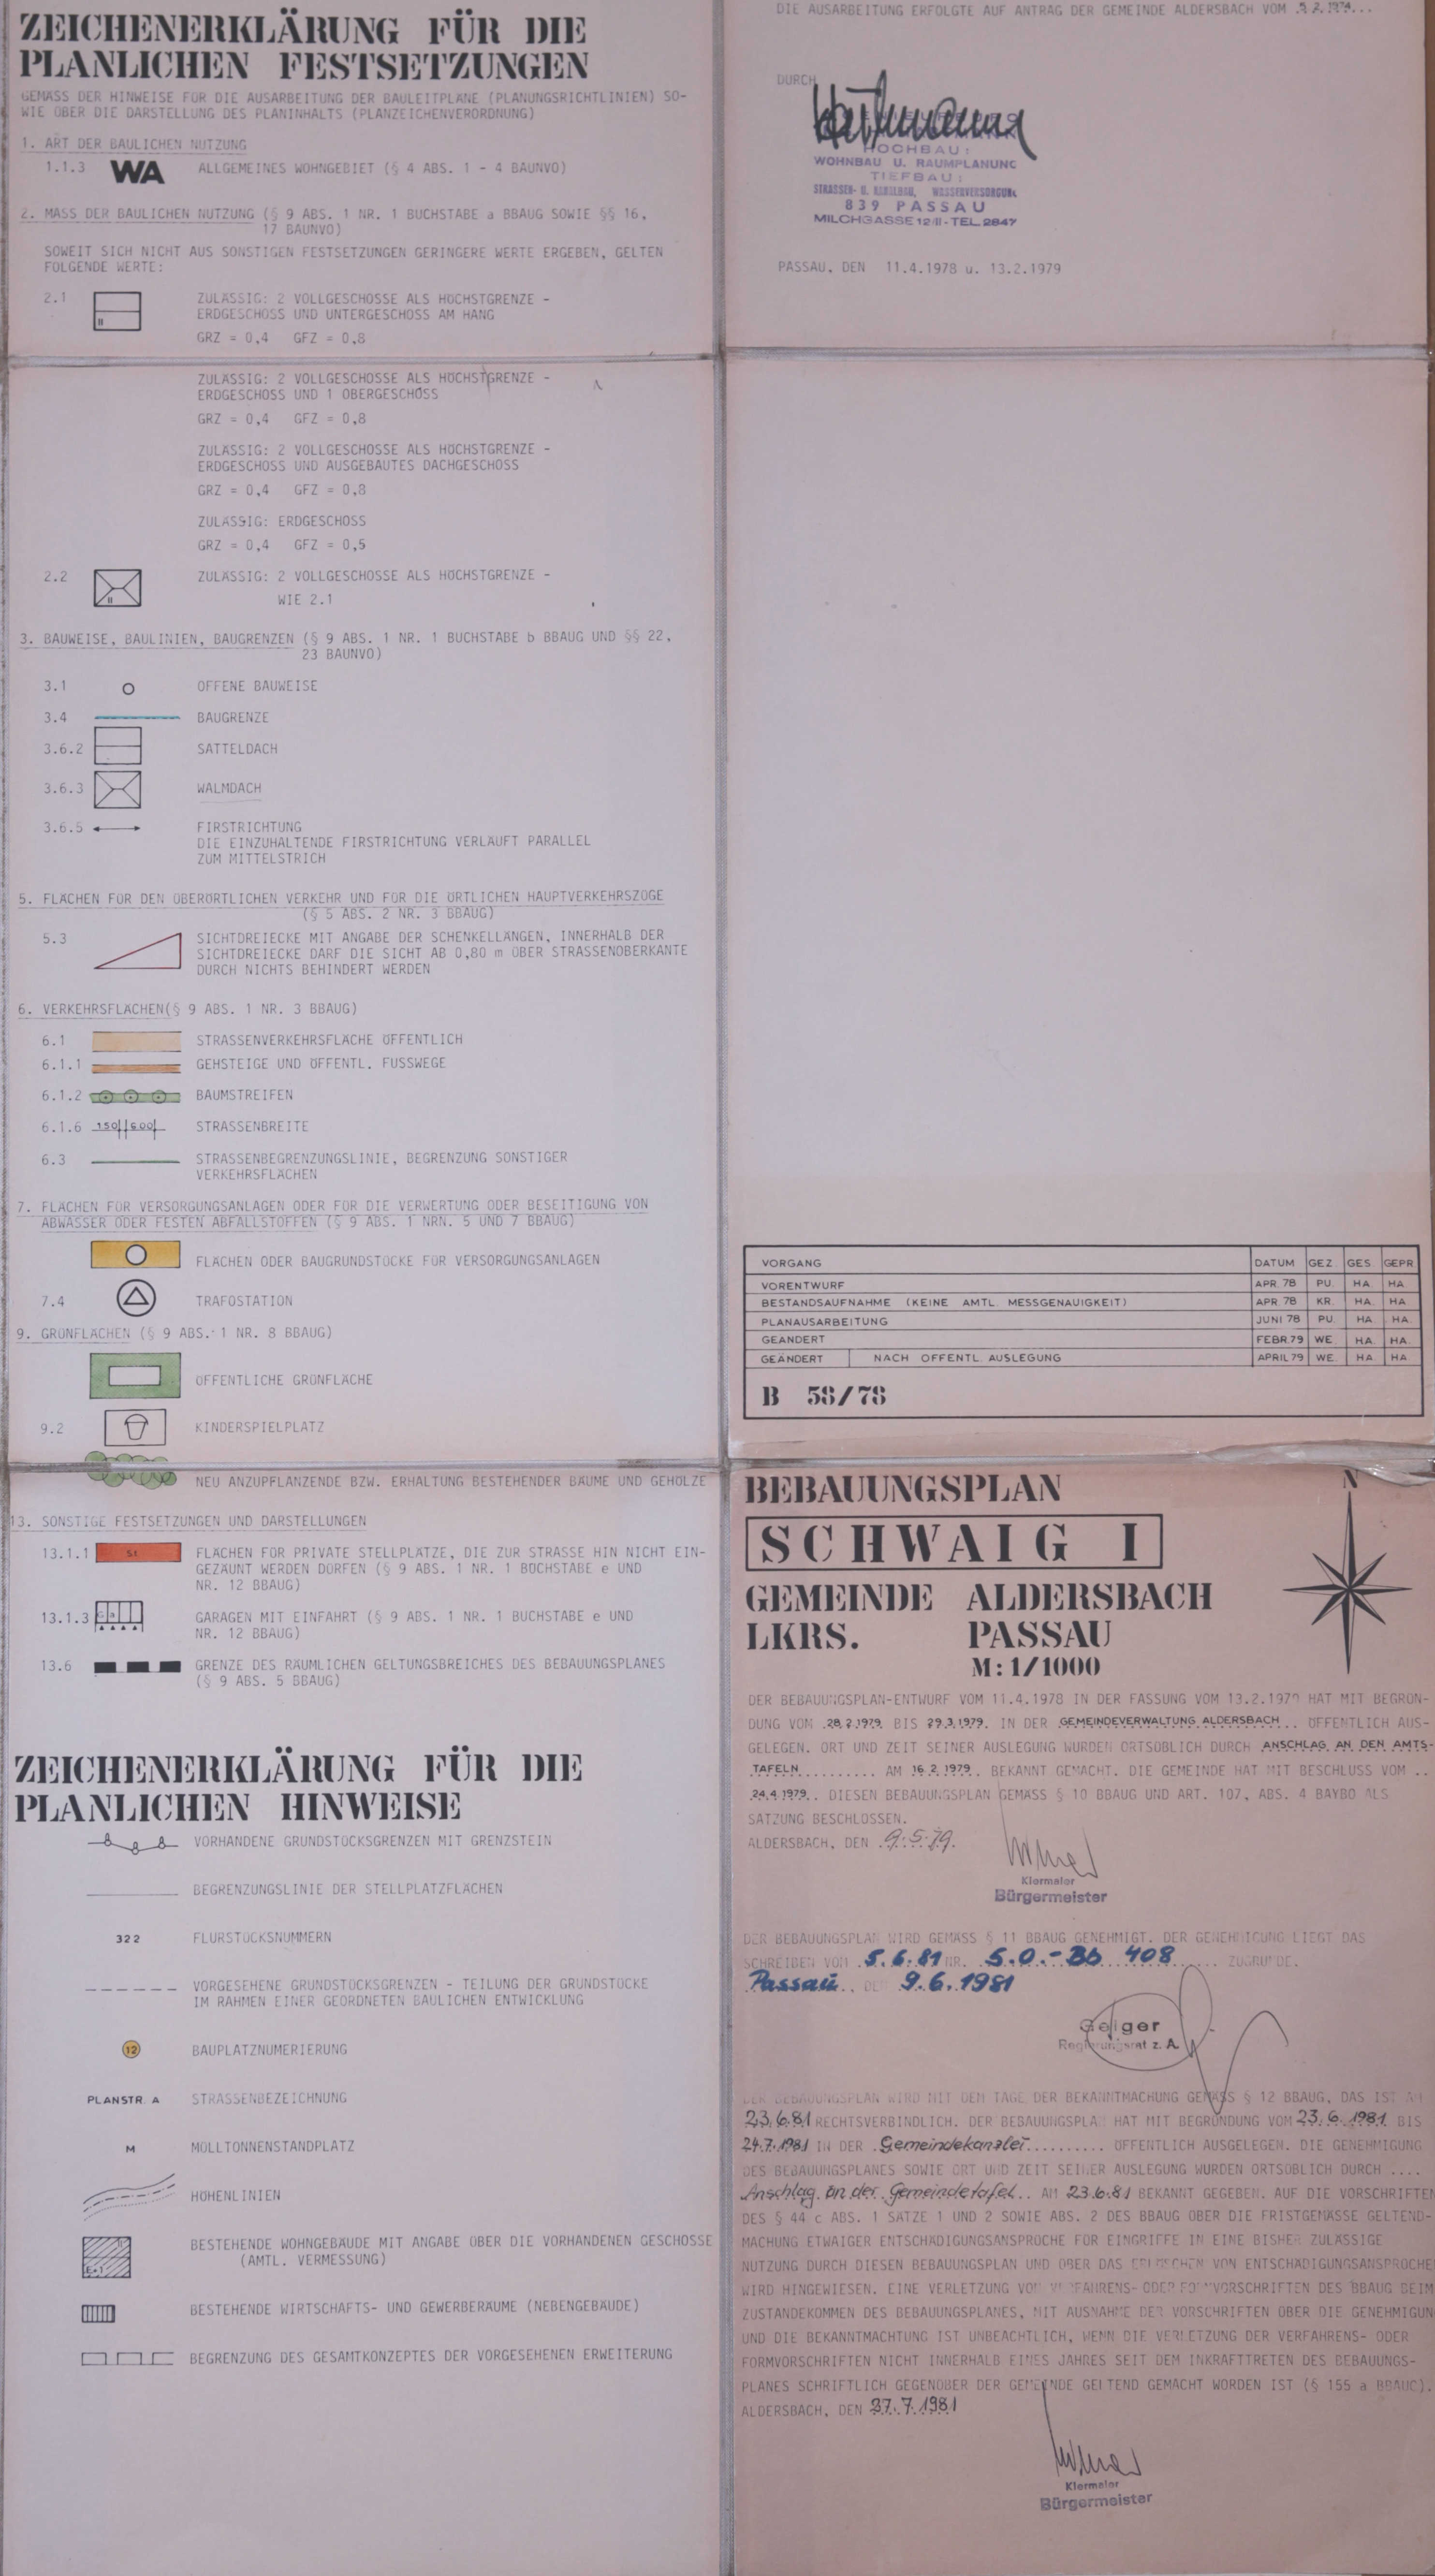 ZEICHENERKLÄRUNG FÜR DIE
PLANLICHEN FESTSETZUNGEN
GEMÄSS DER HINWEISE FÜR DIE AUSARBEITUNG DER BAULEITPLÄNE (PLANUNGSRICHTLINIEN) SO-
WIE ÜBER DIE DARSTELLUNG DES PLANINHALTS (PLANZEICHENVERORDNUNG)
1. ART DER BAULICHEN NUTZUNG
1.1.3 WA ALLGEMEINES WOHNGEBIET (§ 4 ABS. 1 - 4 BAUNVO)
2. MASS DER BAULICHEN NUTZUNG (§ 9 ABS. 1 NR. 1 BUCHSTABE a BBAUG SOWIE §§ 16,
17 BAUNVO)
SOWEIT SICH NICHT AUS SONSTIGEN FESTSETZUNGEN GERINGERE WERTE ERGEBEN, GELTEN
FOLGENDE WERTE:
2.1 II ZULÄSSIG: 2 VOLLGESCHOSSE ALS HÖCHSTGRENZE -
ERDGESCHOSS UND UNTERGESCHOSS AM HANG
GRZ = 0,4 GFZ = 0,8
ZULÄSSIG: 2 VOLLGESCHOSSE ALS HÖCHSTGRENZE -
ERDGESCHOSS UND 1 OBERGESCHOSS
GRZ = 0,4 GFZ = 0,8
ZULÄSSIG: 2 VOLLGESCHOSSE ALS HÖCHSTGRENZE -
ERDGESCHOSS UND AUSGEBAUTES DACHGESCHOSS
GRZ = 0,4 GFZ = 0,8
ZULÄSSIG: ERDGESCHOSS
GRZ = 0,4 GFZ = 0,5
2.2 II ZULÄSSIG: 2 VOLLGESCHOSSE ALS HÖCHSTGRENZE -
WIE 2.1
3. BAUWEISE, BAULINIEN, BAUGRENZEN (§ 9 ABS. 1 NR. 1 BUCHSTABE b BBAUG UND §§ 22,
23 BAUNVO)
3.1 OFFENE BAUWEISE
3.4 BAUGRENZE
3.6.2 SATTELDACH
3.6.3 WALMDACH
3.6.5 FIRSTRICHTUNG
DIE EINZUHALTENDE FIRSTRICHTUNG VERLÄUFT PARALLEL
ZUM MITTELSTRICH
5. FLÄCHEN FÜR DEN ÜBERÖRTLICHEN VERKEHR UND FÜR DIE ÖRTLICHEN HAUPTVERKEHRSZÜGE
(§ 5 ABS. 2 NR. 3 BBAUG)
5.3 SICHTDREIECKE MIT ANGABE DER SCHENKELLÄNGEN, INNERHALB DER
SICHTDREIECKE DARF DIE SICHT AB 0,80 m ÜBER STRASSENOBERKANTE
DURCH NICHTS BEHINDERT WERDEN
6. VERKEHRSFLÄCHEN(§ 9 ABS. 1 NR. 3 BBAUG)
6.1 STRASSENVERKEHRSFLÄCHE ÖFFENTLICH
6.1.1 GEHSTEIGE UND ÖFFENTL. FUSSWEGE
6.1.2 BAUMSTREIFEN
6.1.6 1.50 6.00 STRASSENBREITE
6.3 STRASSENBEGRENZUNGSLINIE, BEGRENZUNG SONSTIGER
VERKEHRSFLÄCHEN
7. FLÄCHEN FÜR VERSORGUNGSANLAGEN ODER FÜR DIE VERWERTUNG ODER BESEITIGUNG VON
ABWASSER ODER FESTEN ABFALLSTOFFEN (§ 9 ABS. 1 NRN. 5 UND 7 BBAUG)
FLÄCHEN ODER BAUGRUNDSTÜCKE FÜR VERSORGUNGSANLAGEN
7.4 TRAFOSTATION
9. GRÜNFLÄCHEN (§ 9 ABS. 1 NR. 8 BBAUG)
ÖFFENTLICHE GRÜNFLÄCHE
9.2 KINDERSPIELPLATZ
NEU ANZUPFLANZENDE BZW. ERHALTUNG BESTEHENDER BÄUME UND GEHÖLZE
13. SONSTIGE FESTSETZUNGEN UND DARSTELLUNGEN
13.1.1 St FLÄCHEN FÜR PRIVATE STELLPLÄTZE, DIE ZUR STRASSE HIN NICHT EIN-
GEZÄUNT WERDEN DÜRFEN (§ 9 ABS. 1 NR. 1 BUCHSTABE e UND
NR. 12 BBAUG)
13.1.3 Ga GARAGEN MIT EINFAHRT (§ 9 ABS. 1 NR. 1 BUCHSTABE e UND
NR. 12 BBAUG)
13.6 GRENZE DES RÄUMLICHEN GELTUNGSBREICHES DES BEBAUUNGSPLANES
(§ 9 ABS. 5 BBAUG)
ZEICHENERKLÄRUNG FÜR DIE
PLANLICHEN HINWEISE
VORHANDENE GRUNDSTÜCKSGRENZEN MIT GRENZSTEIN
BEGRENZUNGSLINIE DER STELLPLATZFLÄCHEN
322 FLURSTÜCKSNUMMERN
VORGESEHENE GRUNDSTÜCKSGRENZEN - TEILUNG DER GRUNDSTÜCKE
IM RAHMEN EINER GEORDNETEN BAULICHEN ENTWICKLUNG
12 BAUPLATZNUMERIERUNG
PLANSTR. A STRASSENBEZEICHNUNG
M MÜLLTONNENSTANDPLATZ
HÖHENLINIEN
E+1 BESTEHENDE WOHNGEBÄUDE MIT ANGABE ÜBER DIE VORHANDENEN GESCHOSSE
(AMTL. VERMESSUNG)
BESTEHENDE WIRTSCHAFTS- UND GEWERBERÄUME (NEBENGEBÄUDE)
BEGRENZUNG DES GESAMTKONZEPTES DER VORGESEHENEN ERWEITERUNG
DIE AUSARBEITUNG ERFOLGTE AUF ANTRAG DER GEMEINDE ALDERSBACH VOM 5.2.1974...
DURCH
HOCHBAU:
WOHNBAU U. RAUMPLANUNG
TIEFBAU:
STRASSEN- U. KANALBAU, WASSERVERSORGUNG
839 PASSAU
MILCHGASSE 12/II - TEL. 2847
PASSAU, DEN 11.4.1978 u. 13.2.1979
VORGANG DATUM GEZ. GES. GEPR.
VORENTWURF APR. 78 PU. HA. HA.
BESTANDSAUFNAHME (KEINE AMTL. MESSGENAUIGKEIT) APR. 78 KR. HA. HA.
PLANAUSARBEITUNG JUNI 78 PU. HA. HA.
GEÄNDERT FEBR.79 WE. HA. HA.
GEÄNDERT NACH ÖFFENTL. AUSLEGUNG APRIL 79 WE. HA. HA.
B 58/78
BEBAUUNGSPLAN
N
SCHWAIG I
GEMEINDE ALDERSBACH
LKRS. PASSAU
M: 1/1000
DER BEBAUUNGSPLAN-ENTWURF VOM 11.4.1978 IN DER FASSUNG VOM 13.2.1979 HAT MIT BEGRÜN-
DUNG VOM 28.2.1979. BIS 29.3.1979. IN DER GEMEINDEVERWALTUNG ALDERSBACH... ÖFFENTLICH AUS-
GELEGEN. ORT UND ZEIT SEINER AUSLEGUNG WURDEN ORTSÜBLICH DURCH ANSCHLAG AN DEN AMTS-
TAFELN.......... AM 16.2.1979.. BEKANNT GEMACHT. DIE GEMEINDE HAT MIT BESCHLUSS VOM ..
24.4.1979.. DIESEN BEBAUUNGSPLAN GEMÄSS § 10 BBAUG UND ART. 107, ABS. 4 BAYBO ALS
SATZUNG BESCHLOSSEN.
ALDERSBACH, DEN 9.5.79.
Klermaier
Bürgermeister
DER BEBAUUNGSPLAN WIRD GEMÄSS § 11 BBAUG GENEHMIGT. DER GENEHMIGUNG LIEGT DAS
SCHREIBEN VOM 5.6.81 NR. 5.0.-Bb 408...... ZUGRUNDE.
Passau.., DEN 9.6.1981
Geiger
Regierungsrat z. A.
DER BEBAUUNGSPLAN WIRD MIT DEM TAGE DER BEKANNTMACHUNG GEMÄSS § 12 BBAUG, DAS IST AM
23.6.81 RECHTSVERBINDLICH. DER BEBAUUNGSPLAN HAT MIT BEGRÜNDUNG VOM 23.6.1981 BIS
24.7.1981 IN DER Gemeindekanzlei.......... ÖFFENTLICH AUSGELEGEN. DIE GENEHMIGUNG
DES BEBAUUNGSPLANES SOWIE ORT UND ZEIT SEINER AUSLEGUNG WURDEN ORTSÜBLICH DURCH ....
Anschlag an der Gemeindetafel.. AM 23.6.81 BEKANNT GEGEBEN. AUF DIE VORSCHRIFTEN
DES § 44 c ABS. 1 SÄTZE 1 UND 2 SOWIE ABS. 2 DES BBAUG ÜBER DIE FRISTGEMÄSSE GELTEND-
MACHUNG ETWAIGER ENTSCHÄDIGUNGSANSPRÜCHE FÜR EINGRIFFE IN EINE BISHER ZULÄSSIGE
NUTZUNG DURCH DIESEN BEBAUUNGSPLAN UND ÜBER DAS ERLÖSCHEN VON ENTSCHÄDIGUNGSANSPRÜCHE
WIRD HINGEWIESEN. EINE VERLETZUNG VON VERFAHRENS- ODER FORMVORSCHRIFTEN DES BBAUG BEIM
ZUSTANDEKOMMEN DES BEBAUUNGSPLANES, MIT AUSNAHME DER VORSCHRIFTEN ÜBER DIE GENEHMIGUN
UND DIE BEKANNTMACHTUNG IST UNBEACHTLICH, WENN DIE VERLETZUNG DER VERFAHRENS- ODER
FORMVORSCHRIFTEN NICHT INNERHALB EINES JAHRES SEIT DEM INKRAFTTRETEN DES BEBAUUNGS-
PLANES SCHRIFTLICH GEGENÜBER DER GEMEINDE GELTEND GEMACHT WORDEN IST (§ 155 a BBAUG).
ALDERSBACH, DEN 27.7.1981
Klermaier
Bürgermeister